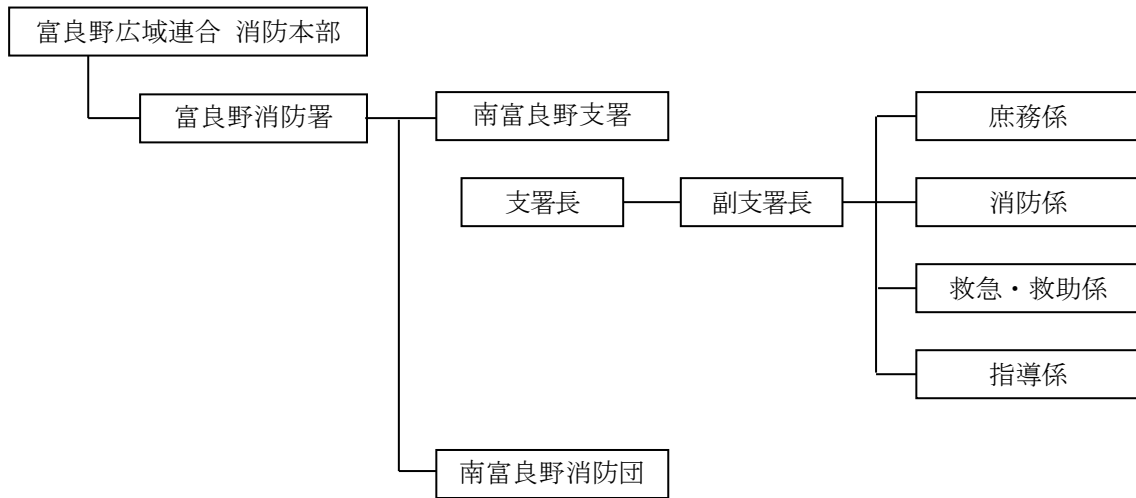 富良野広域連合 消防本部
富良野消防署
南富良野支署
支署長
副支署長
庶務係
消防係
救急・救助係
指導係
南富良野消防団